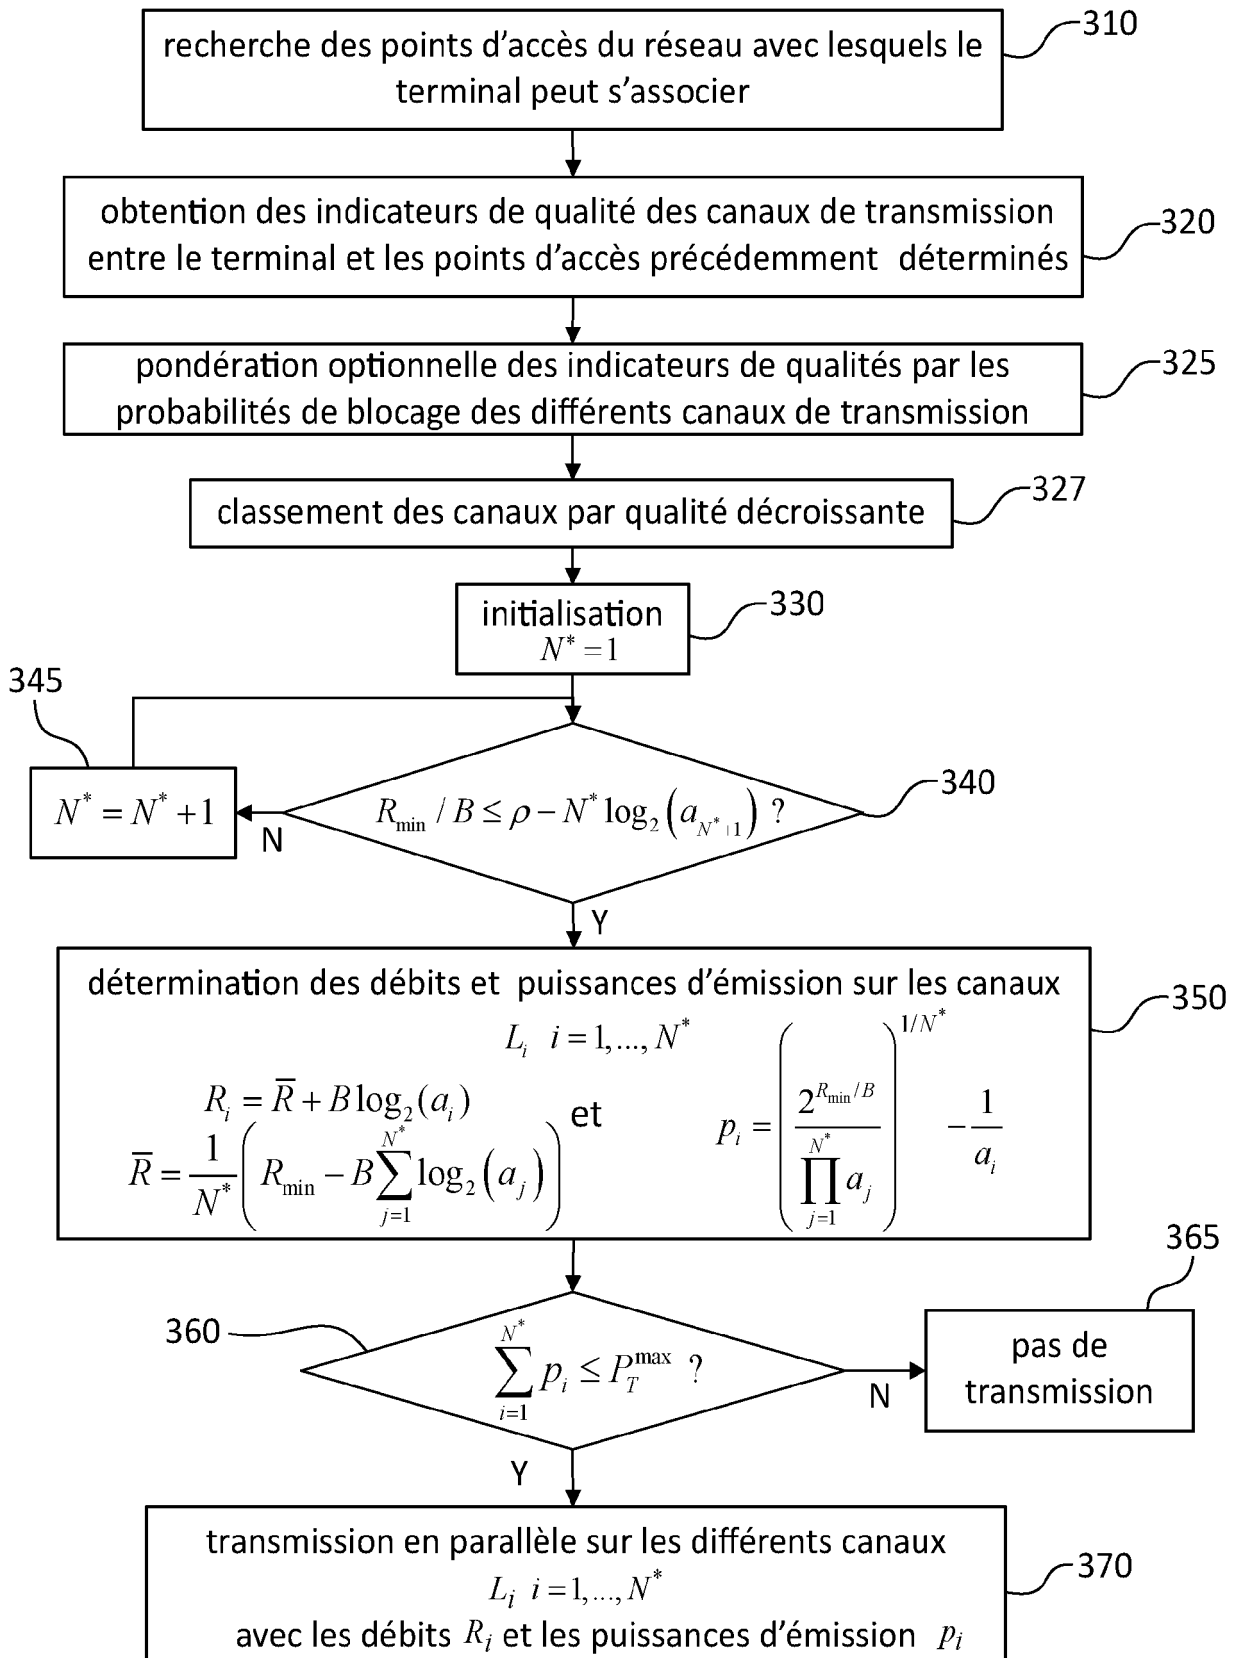 310
recherche des points d'accès du réseau avec lesquels le
terminal peut s'associer
320
obtention des indicateurs de qualité des canaux de transmission
entre le terminal et les points d'accès précédemment déterminés
325
pondération optionnelle des indicateurs de qualités par les
probabilités de blocage des différents canaux de transmission
327
classement des canaux par qualité décroissante
330
initialisation
N* = 1
345
N* = N* + 1
N
340
R_min / B ≤ ρ − N* log₂(a_{N*+1}) ?
Y
350
détermination des débits et puissances d'émission sur les canaux
L_i i = 1,..., N*
R_i = R̄ + B log₂(a_i)
R̄ = 1/N* ( R_min − B ∑_{j=1}^{N*} log₂(a_j) )
et
p_i = ( 2^{R_min/B} / ∏_{j=1}^{N*} a_j )^{1/N*} − 1/a_i
360
∑_{i=1}^{N*} p_i ≤ P_T^max ?
N
365
pas de
transmission
Y
370
transmission en parallèle sur les différents canaux
L_i i = 1,..., N*
avec les débits R_i et les puissances d'émission p_i